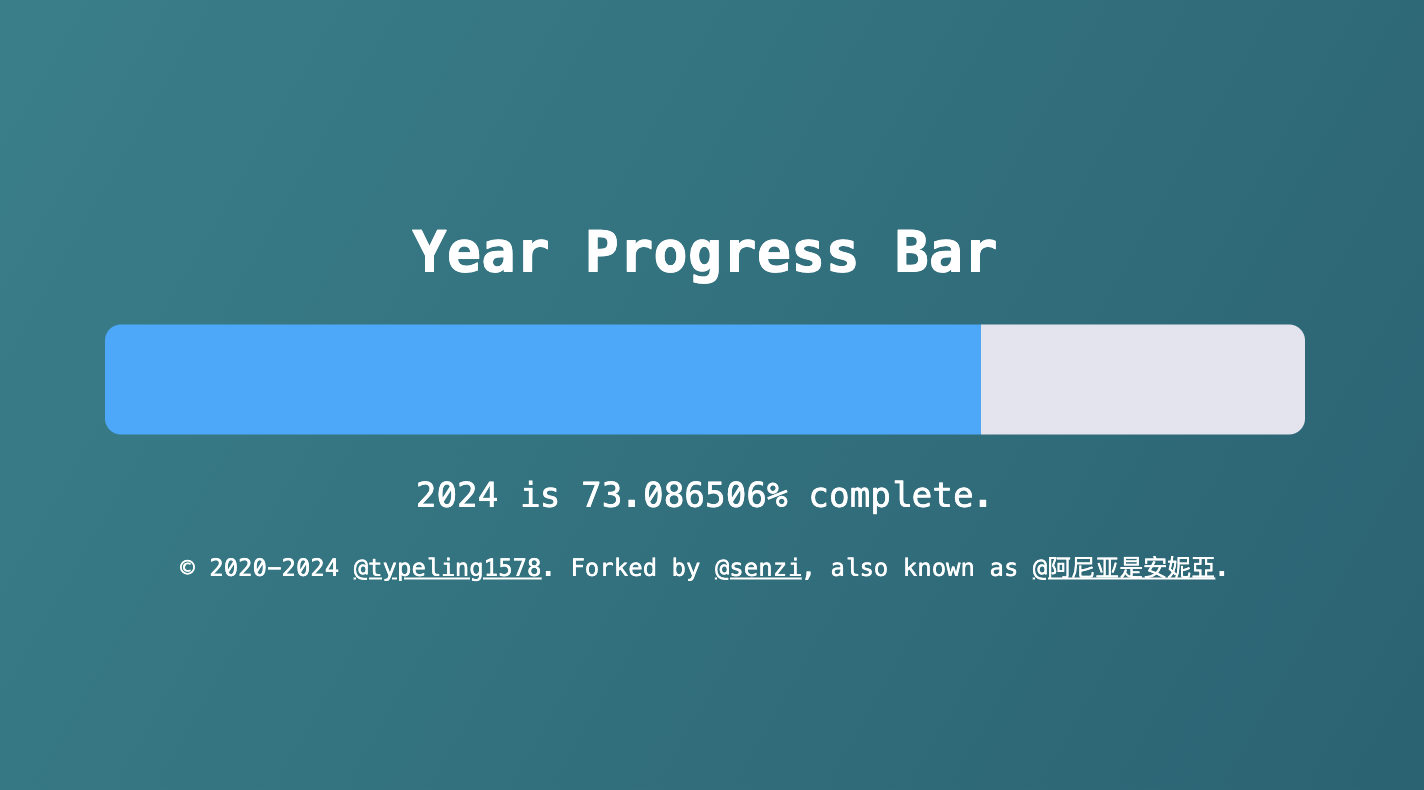 Year Progress Bar
2024 is 73.086506% complete.
© 2020–2024 @typeling1578. Forked by @senzi, also known as @阿尼亚是安妮亞.